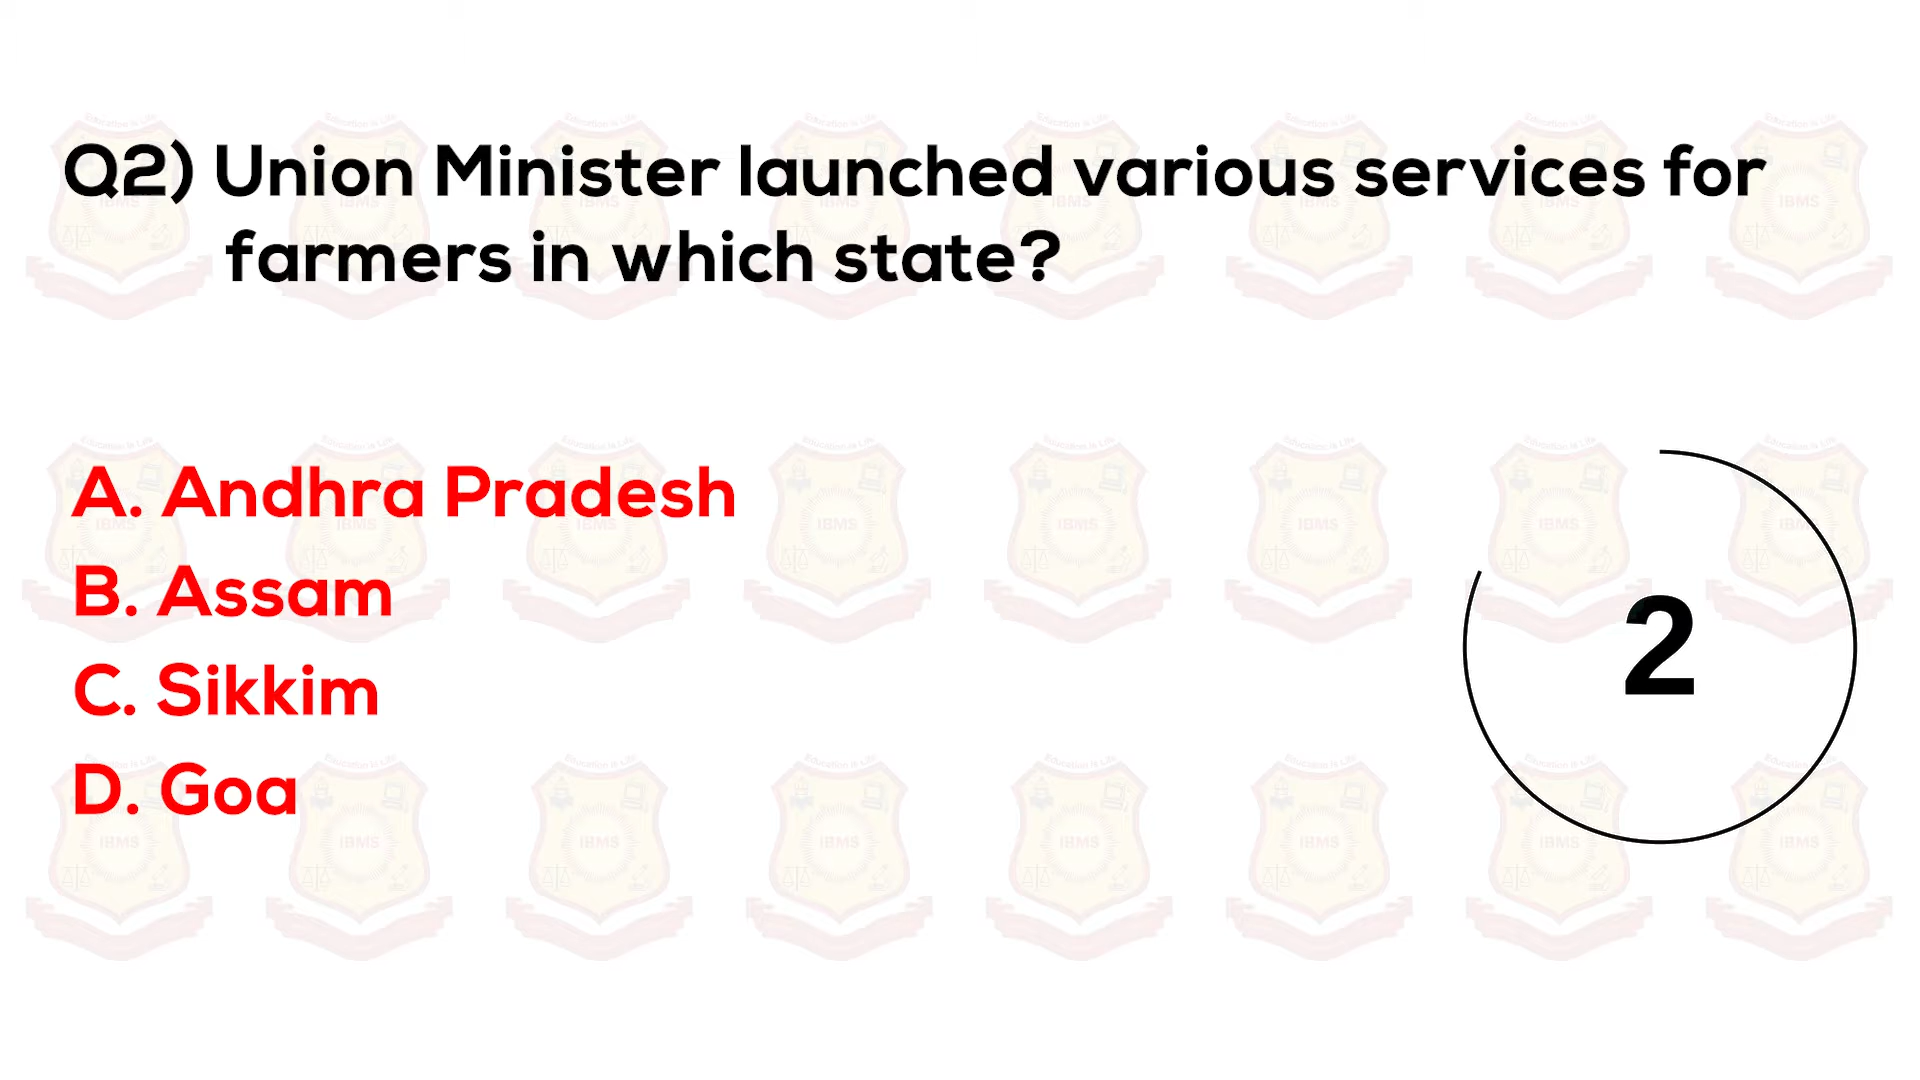 Q2) Union Minister launched various services for
farmers in which state?
A. Andhra Pradesh
B. Assam
C. Sikkim
D. Goa
2